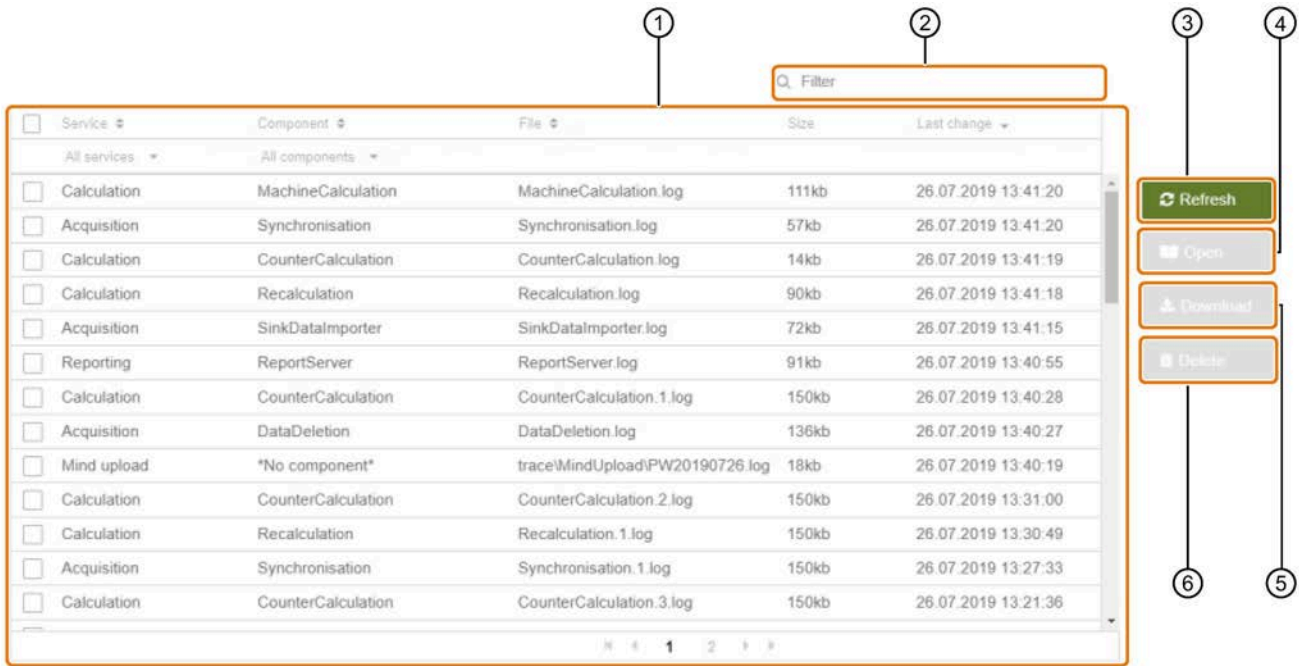 1 2 3 4
Filter
Service Component File Size Last change
All services All components
Calculation MachineCalculation MachineCalculation.log 111kb 26.07.2019 13:41:20
Refresh
Acquisition Synchronisation Synchronisation.log 57kb 26.07.2019 13:41:20
Open
Calculation CounterCalculation CounterCalculation.log 14kb 26.07.2019 13:41:19
Calculation Recalculation Recalculation.log 90kb 26.07.2019 13:41:18
Download
Acquisition SinkDataImporter SinkDataImporter.log 72kb 26.07.2019 13:41:15
Reporting ReportServer ReportServer.log 91kb 26.07.2019 13:40:55
Delete
Calculation CounterCalculation CounterCalculation.1.log 150kb 26.07.2019 13:40:28
Acquisition DataDeletion DataDeletion.log 136kb 26.07.2019 13:40:27
Mind upload *No component* trace\MindUpload\PW20190726.log 18kb 26.07.2019 13:40:19
Calculation CounterCalculation CounterCalculation.2.log 150kb 26.07.2019 13:31:00
Calculation Recalculation Recalculation.1.log 150kb 26.07.2019 13:30:49
Acquisition Synchronisation Synchronisation.1.log 150kb 26.07.2019 13:27:33
6 5
Calculation CounterCalculation CounterCalculation.3.log 150kb 26.07.2019 13:21:36
1 2